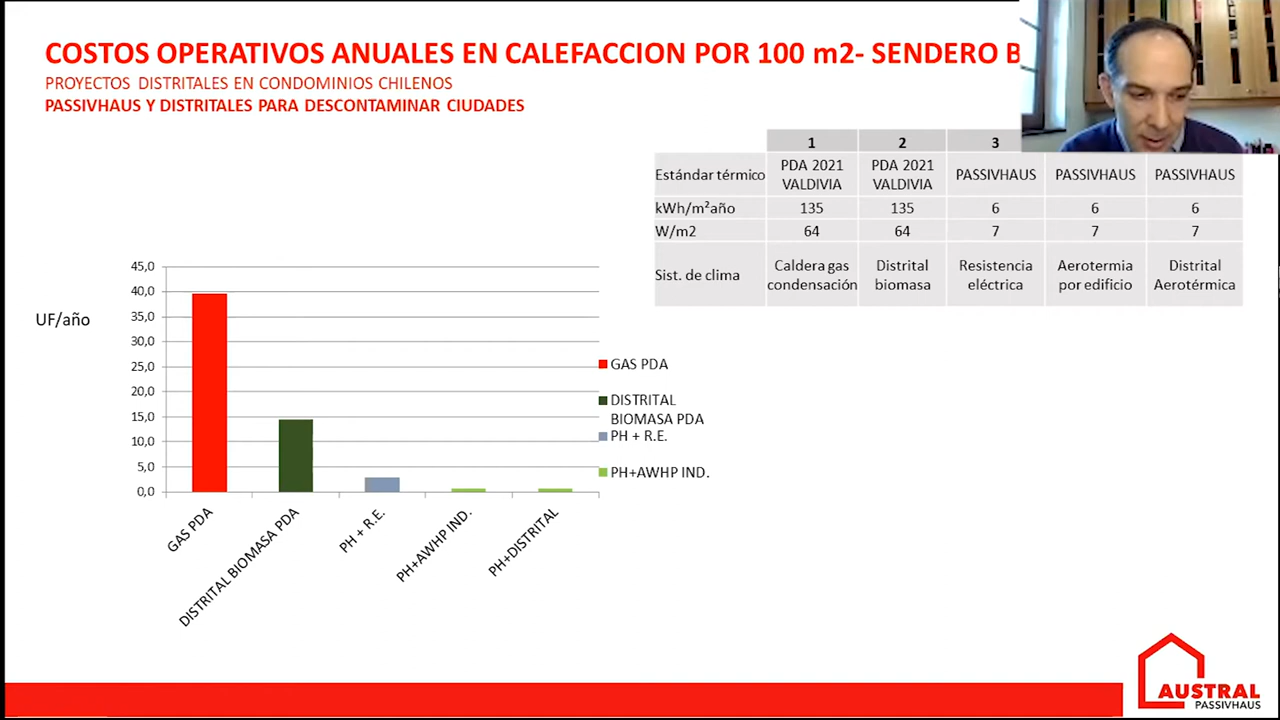 COSTOS OPERATIVOS ANUALES EN CALEFACCION POR 100 m2- SENDERO B
PROYECTOS DISTRITALES EN CONDOMINIOS CHILENOS
PASSIVHAUS Y DISTRITALES PARA DESCONTAMINAR CIUDADES
1 2 3
Estándar térmico PDA 2021 VALDIVIA PDA 2021 VALDIVIA PASSIVHAUS PASSIVHAUS PASSIVHAUS
kWh/m²año 135 135 6 6 6
W/m2 64 64 7 7 7
Sist. de clima Caldera gas condensación Distrital biomasa Resistencia eléctrica Aerotermia por edificio Distrital Aerotérmica
UF/año
45,0
40,0
35,0
30,0
25,0
20,0
15,0
10,0
5,0
0,0
GAS PDA
DISTRITAL BIOMASA PDA
PH + R.E.
PH+AWHP IND.
PH+DISTRITAL
GAS PDA
DISTRITAL
BIOMASA PDA
PH + R.E.
PH+AWHP IND.
AUSTRAL
PASSIVHAUS